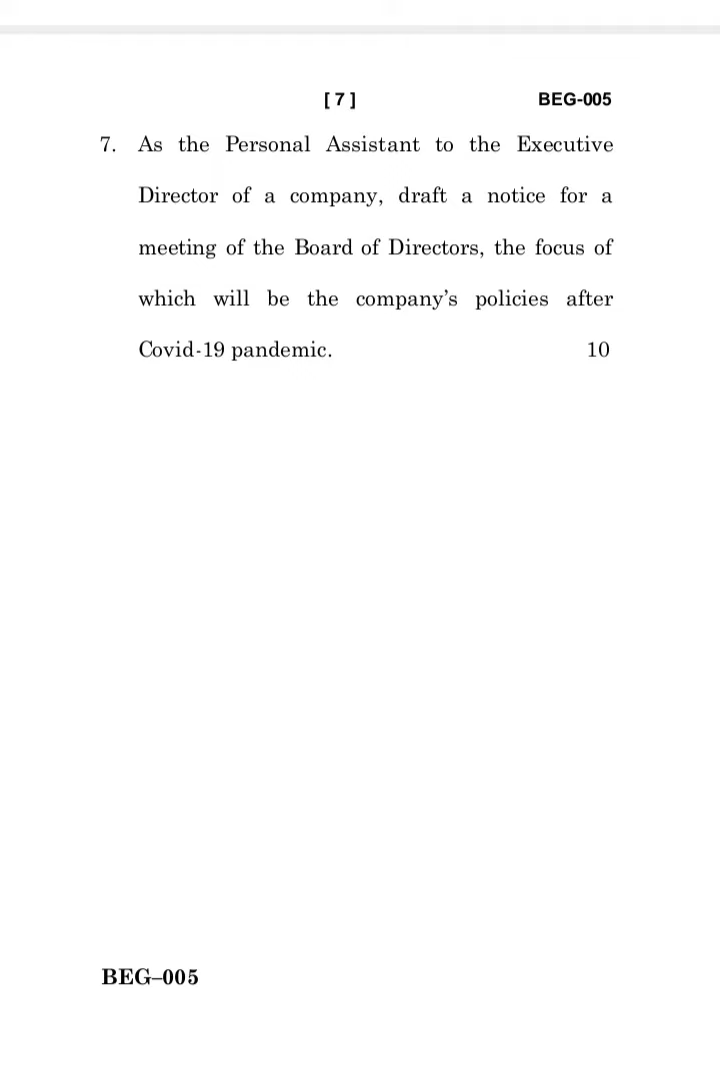 [ 7 ] BEG-005
7. As the Personal Assistant to the Executive
Director of a company, draft a notice for a
meeting of the Board of Directors, the focus of
which will be the company’s policies after
Covid-19 pandemic. 10
BEG–005